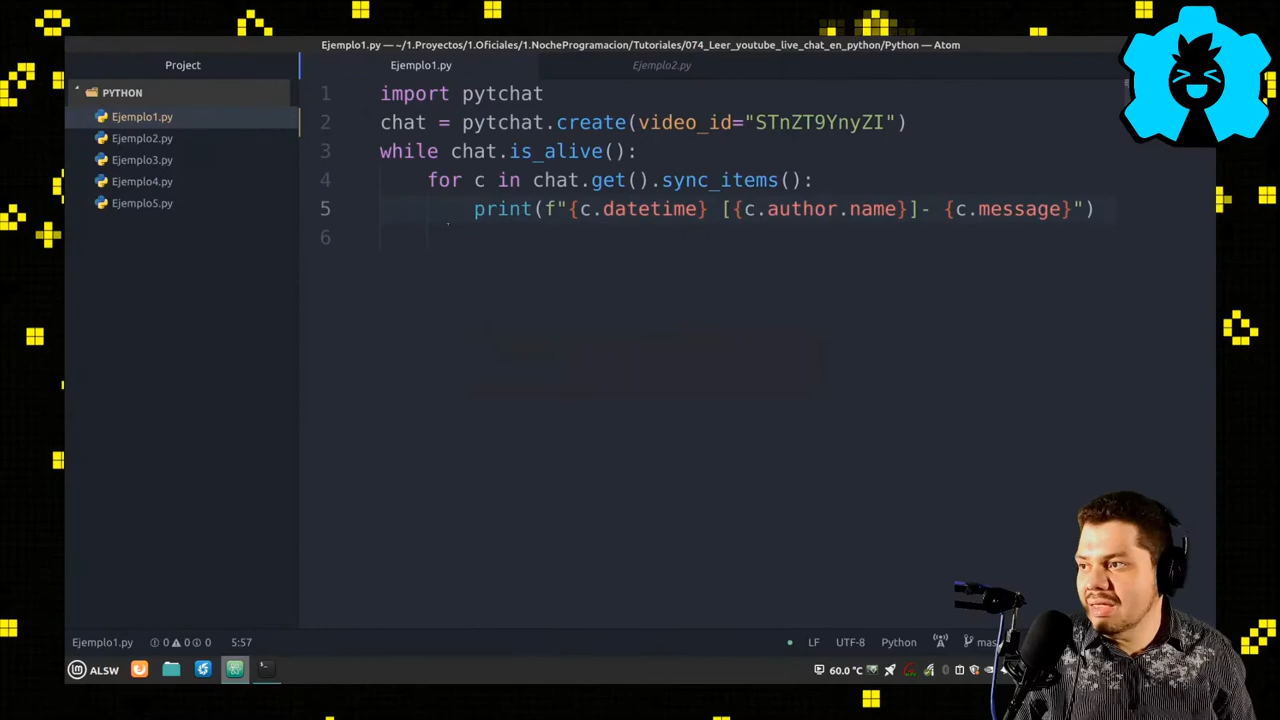 Ejemplo1.py — ~/1.Proyectos/1.Oficiales/1.NocheProgramacion/Tutoriales/074_Leer_youtube_live_chat_en_python/Python — Atom
Project
Ejemplo1.py
Ejemplo2.py
PYTHON
Ejemplo1.py
Ejemplo2.py
Ejemplo3.py
Ejemplo4.py
Ejemplo5.py
1 import pytchat
2 chat = pytchat.create(video_id="STnZT9YnyZI")
3 while chat.is_alive():
4 for c in chat.get().sync_items():
5 print(f"{c.datetime} [{c.author.name}]- {c.message}")
6
Ejemplo1.py 0 0 0 5:57
LF UTF-8 Python mas
ALSW
60.0 °C